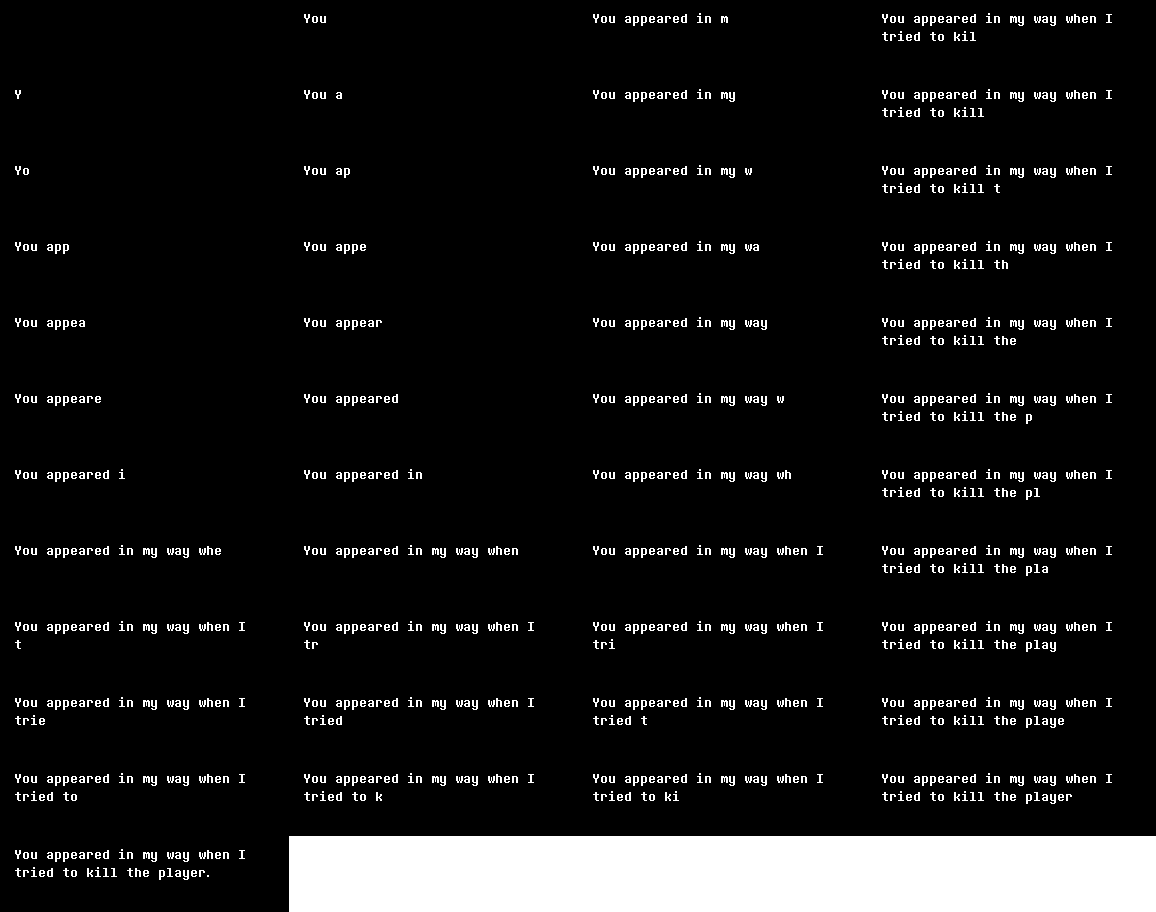 You
You appeared in m
You appeared in my way when I
tried to kil
Y
You a
You appeared in my
You appeared in my way when I
tried to kill
Yo
You ap
You appeared in my w
You appeared in my way when I
tried to kill t
You app
You appe
You appeared in my wa
You appeared in my way when I
tried to kill th
You appea
You appear
You appeared in my way
You appeared in my way when I
tried to kill the
You appeare
You appeared
You appeared in my way w
You appeared in my way when I
tried to kill the p
You appeared i
You appeared in
You appeared in my way wh
You appeared in my way when I
tried to kill the pl
You appeared in my way whe
You appeared in my way when
You appeared in my way when I
You appeared in my way when I
tried to kill the pla
You appeared in my way when I
t
You appeared in my way when I
tr
You appeared in my way when I
tri
You appeared in my way when I
tried to kill the play
You appeared in my way when I
trie
You appeared in my way when I
tried
You appeared in my way when I
tried t
You appeared in my way when I
tried to kill the playe
You appeared in my way when I
tried to
You appeared in my way when I
tried to k
You appeared in my way when I
tried to ki
You appeared in my way when I
tried to kill the player
You appeared in my way when I
tried to kill the player.